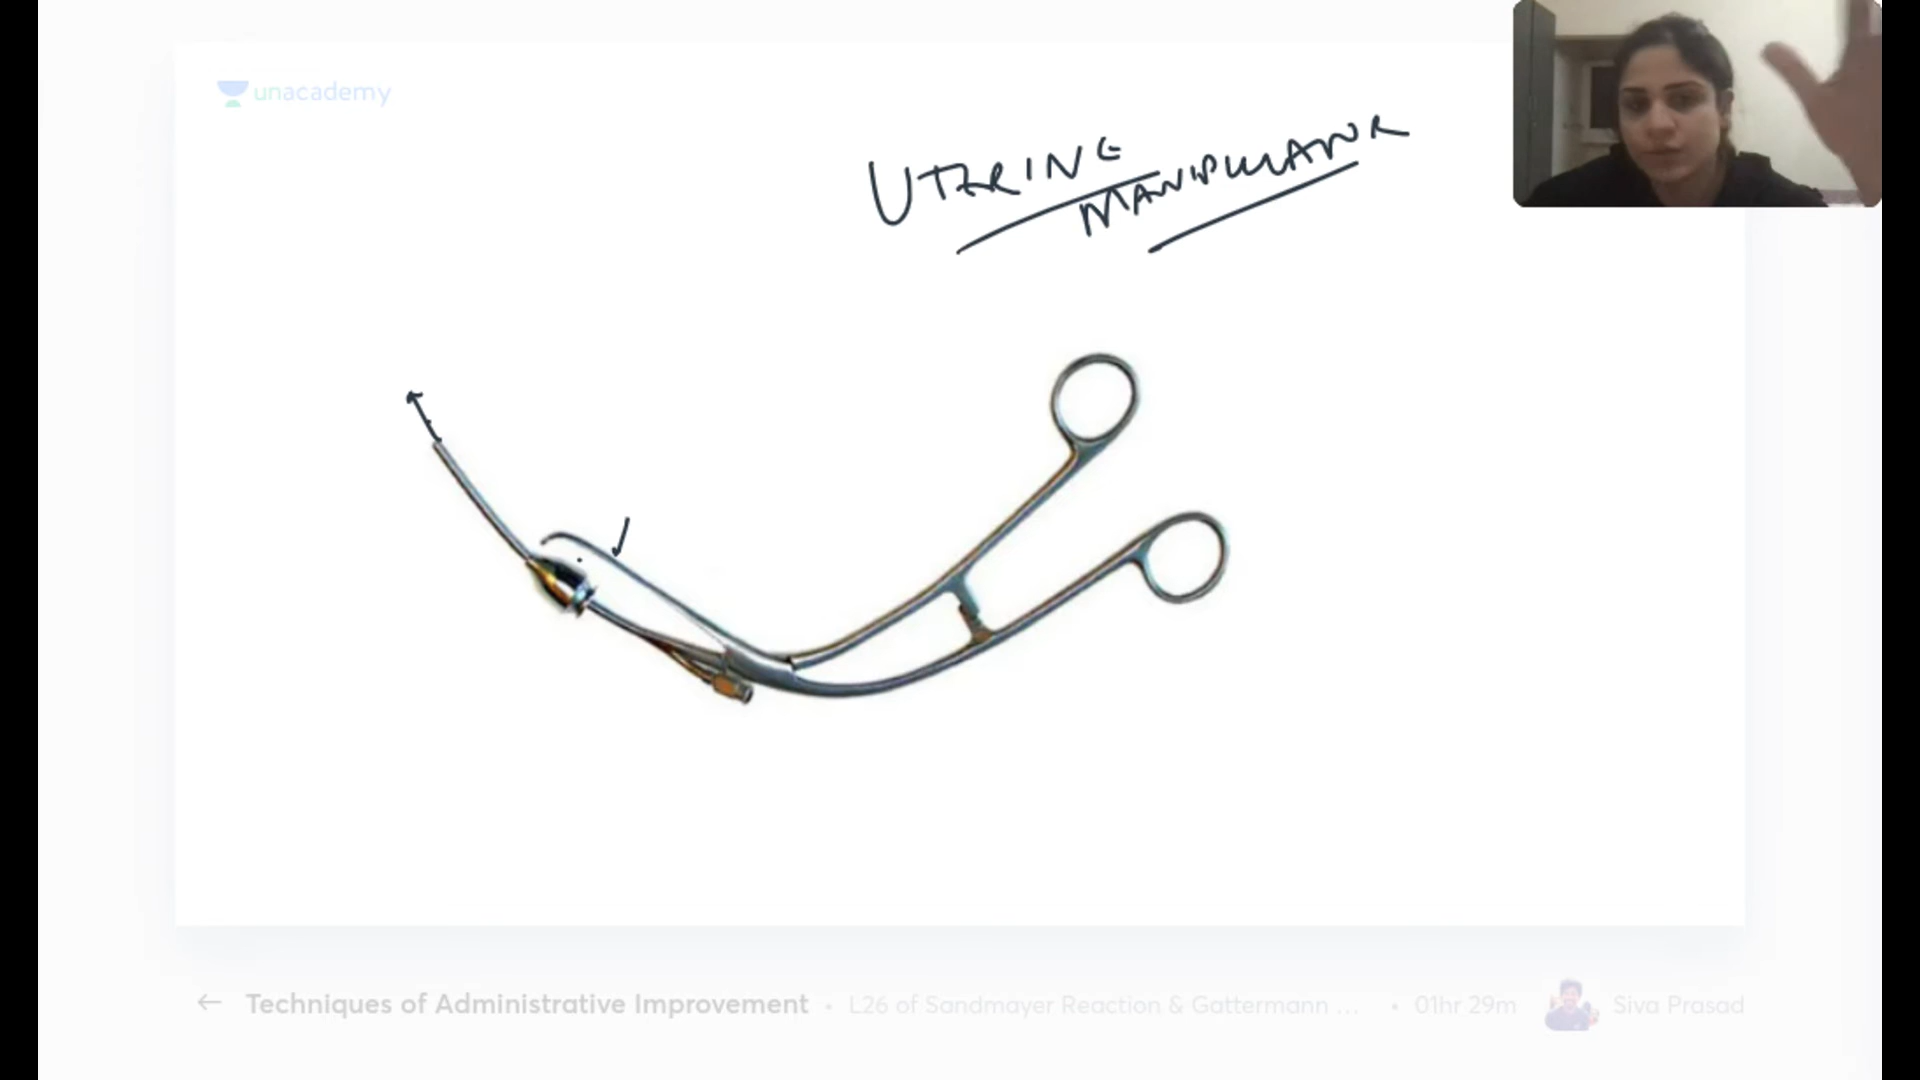 unacademy
UTERINE
MANIPULATOR
← Techniques of Administrative Improvement • L26 of Sandmayer Reaction & Gattermann ... • 01hr 29m Siva Prasad